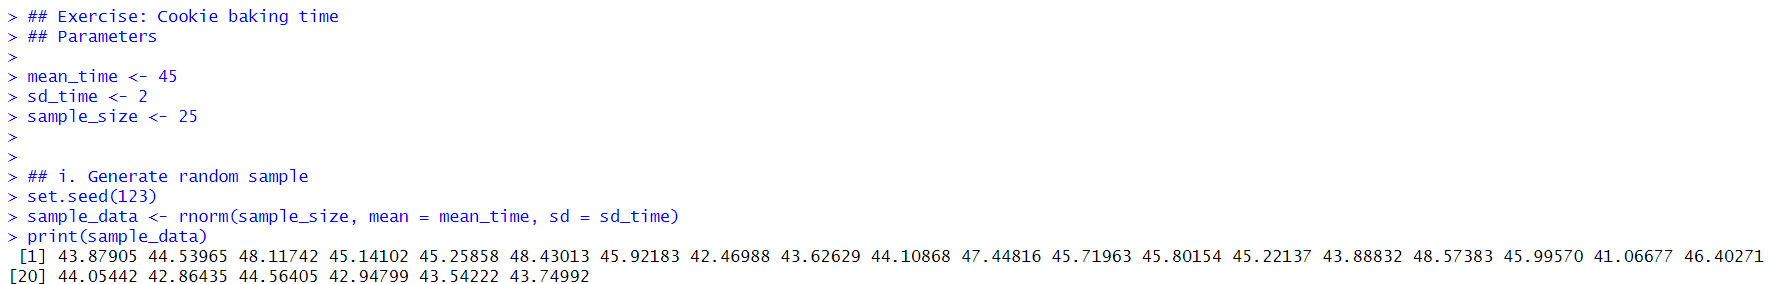 > ## Exercise: Cookie baking time
> ## Parameters
>
> mean_time <- 45
> sd_time <- 2
> sample_size <- 25
>
>
> ## i. Generate random sample
> set.seed(123)
> sample_data <- rnorm(sample_size, mean = mean_time, sd = sd_time)
> print(sample_data)
[1] 43.87905 44.53965 48.11742 45.14102 45.25858 48.43013 45.92183 42.46988 43.62629 44.10868 47.44816 45.71963 45.80154 45.22137 43.88832 48.57383 45.99570 41.06677 46.40271
[20] 44.05442 42.86435 44.56405 42.94799 43.54222 43.74992